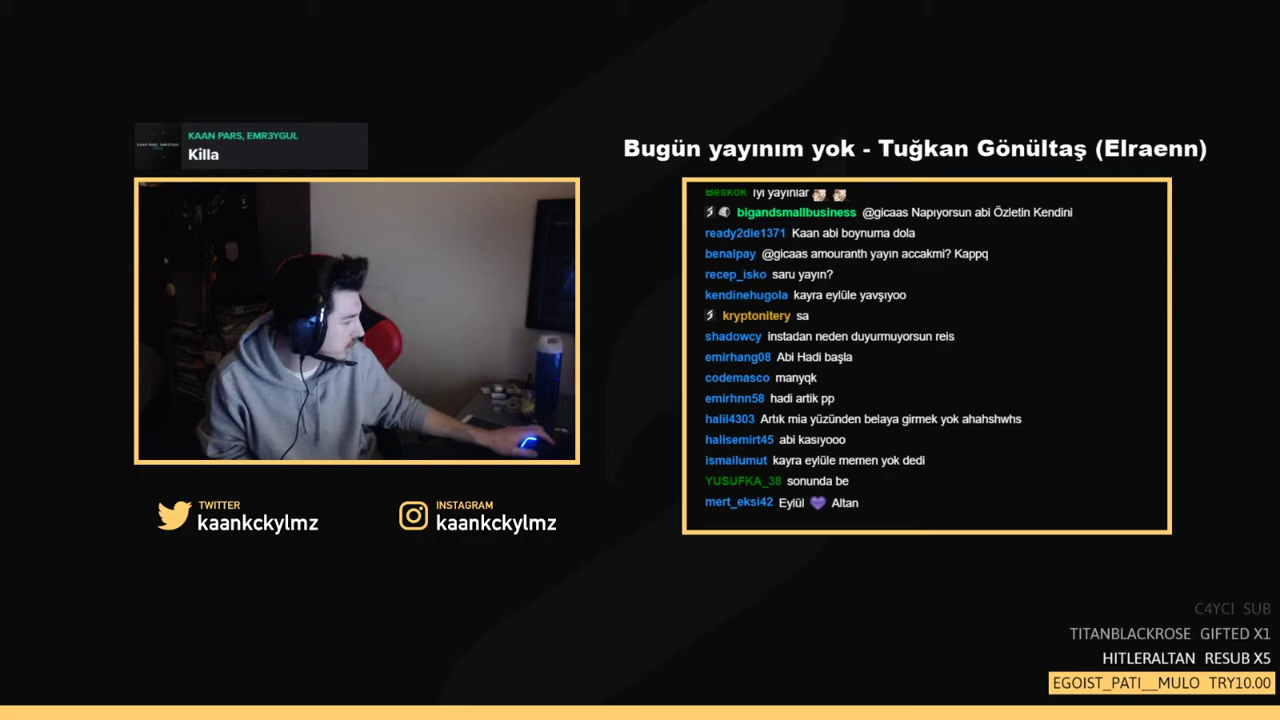 KAAN PARS, EMR3YGUL
Killa
Bugün yayınım yok - Tuğkan Gönültaş (Elraenn)
Beskok iyi yayınlar
bigandsmallbusiness @gicaas Napıyorsun abi Özletin Kendini
ready2die1371 Kaan abi boynuma dola
benalpay @gicaas amouranth yayın accakmi? Kappq
recep_isko saru yayın?
kendinehugola kayra eylüle yavşıyoo
kryptonitery sa
shadowcy instadan neden duyurmuyorsun reis
emirhang08 Abi Hadi başla
codemasco manyqk
emirhnn58 hadi artik pp
halil4303 Artık mia yüzünden belaya girmek yok ahahshwhs
halisemirt45 abi kasıyooo
ismailumut kayra eylüle memen yok dedi
YUSUFKA_38 sonunda be
mert_eksi42 Eylül 💜 Altan
TWITTER
kaankckylmz
INSTAGRAM
kaankckylmz
C4YCI SUB
TITANBLACKROSE GIFTED X1
HITLERALTAN RESUB X5
EGOIST_PATI__MULO TRY10.00